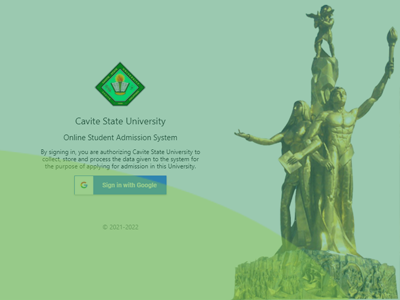 Cavite State University
Online Student Admission System
By signing in, you are authorizing Cavite State University to
collect, store and process the data given to the system for
the purpose of applying for admission in this University.
G Sign in with Google
© 2021-2022